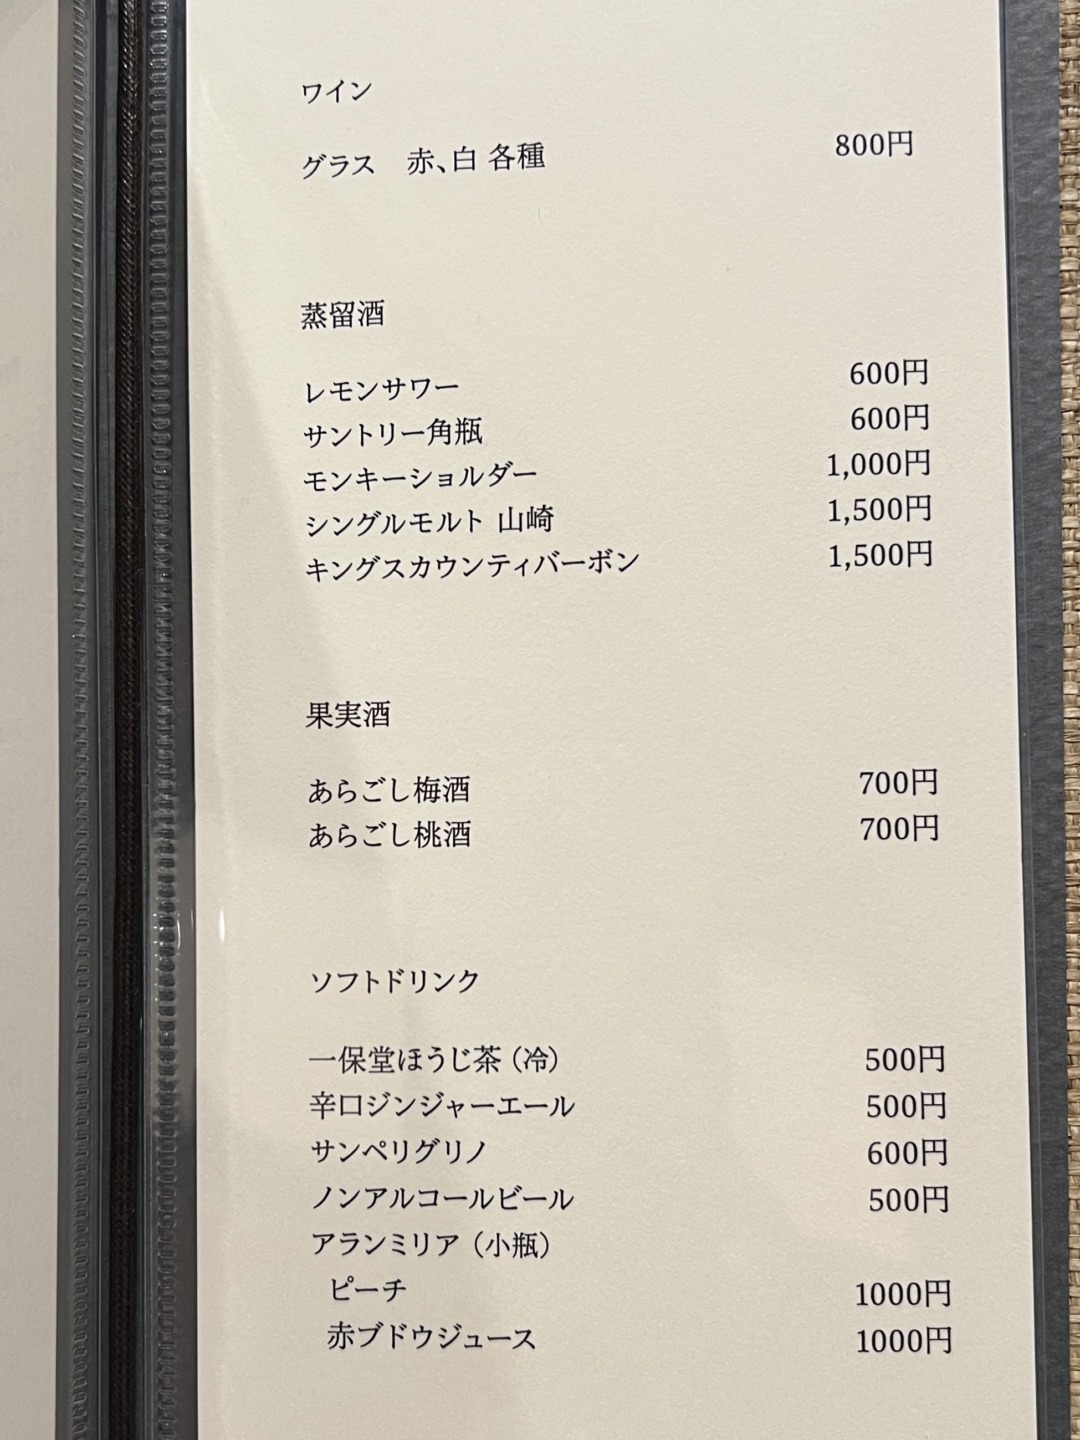 ワイン
グラス　赤、白 各種　800円
蒸留酒
レモンサワー　600円
サントリー角瓶　600円
モンキーショルダー　1,000円
シングルモルト 山崎　1,500円
キングスカウンティバーボン　1,500円
果実酒
あらごし梅酒　700円
あらごし桃酒　700円
ソフトドリンク
一保堂ほうじ茶（冷）　500円
辛口ジンジャーエール　500円
サンペリグリノ　600円
ノンアルコールビール　500円
アランミリア（小瓶）
ピーチ　1000円
赤ブドウジュース　1000円